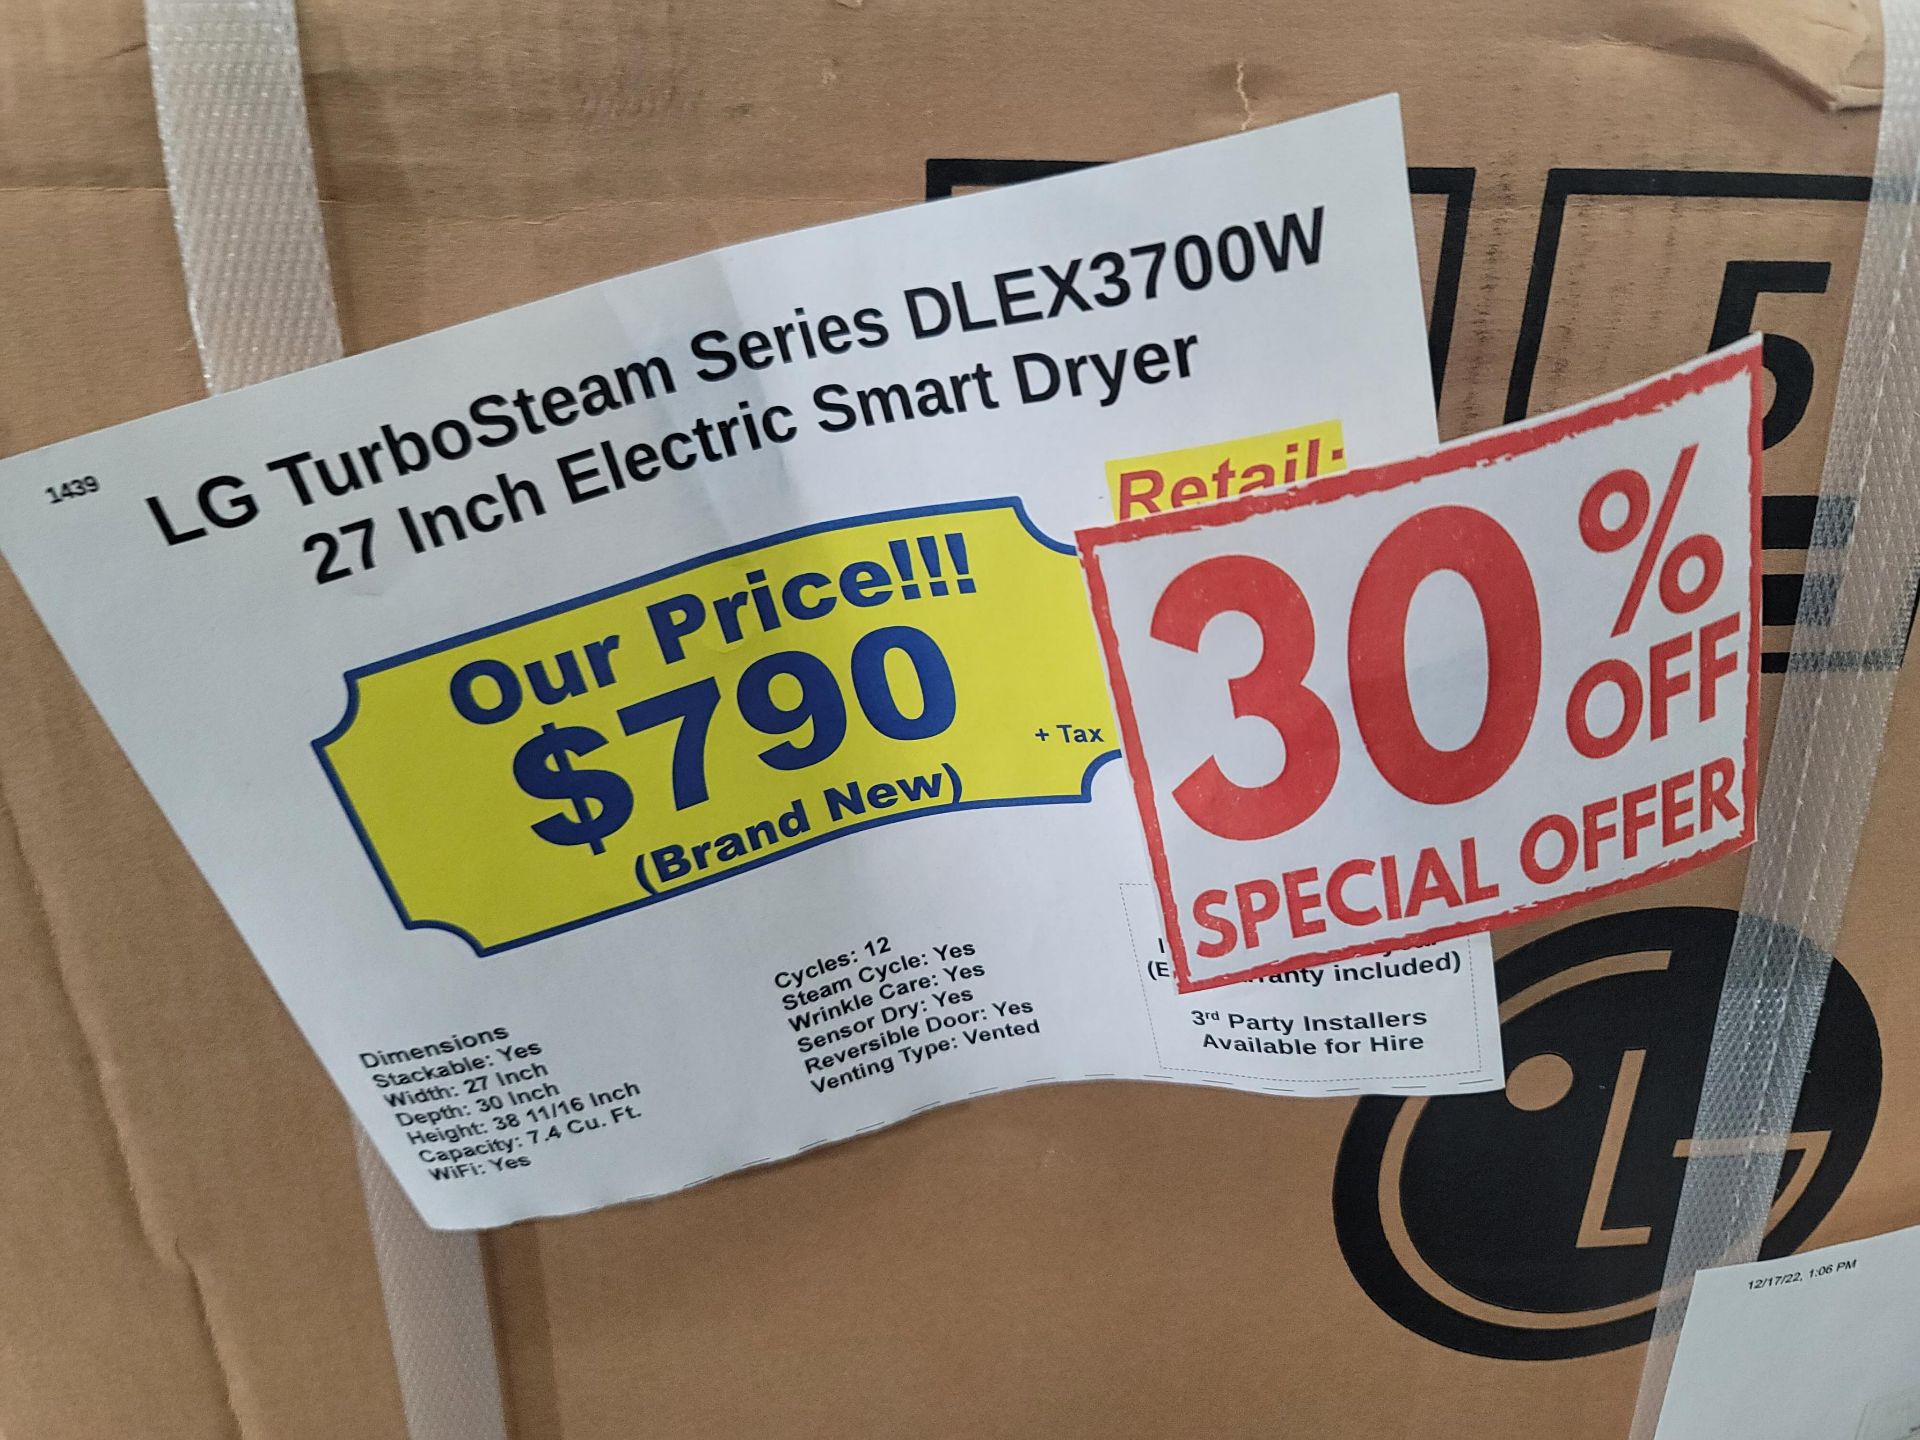 1439
LG TurboSteam Series DLEX3700W
27 Inch Electric Smart Dryer
Retail:
Our Price!!!
$790
+ Tax
(Brand New)
30%
OFF
SPECIAL OFFER
Dimensions
Stackable: Yes
Width: 27 Inch
Depth: 30 Inch
Height: 38 11/16 Inch
Capacity: 7.4 Cu. Ft.
WiFi: Yes
Cycles: 12
Steam Cycle: Yes
Wrinkle Care: Yes
Sensor Dry: Yes
Reversible Door: Yes
Venting Type: Vented
included)
3rd Party Installers
Available for Hire
5
LG
12/17/22, 1:06 PM